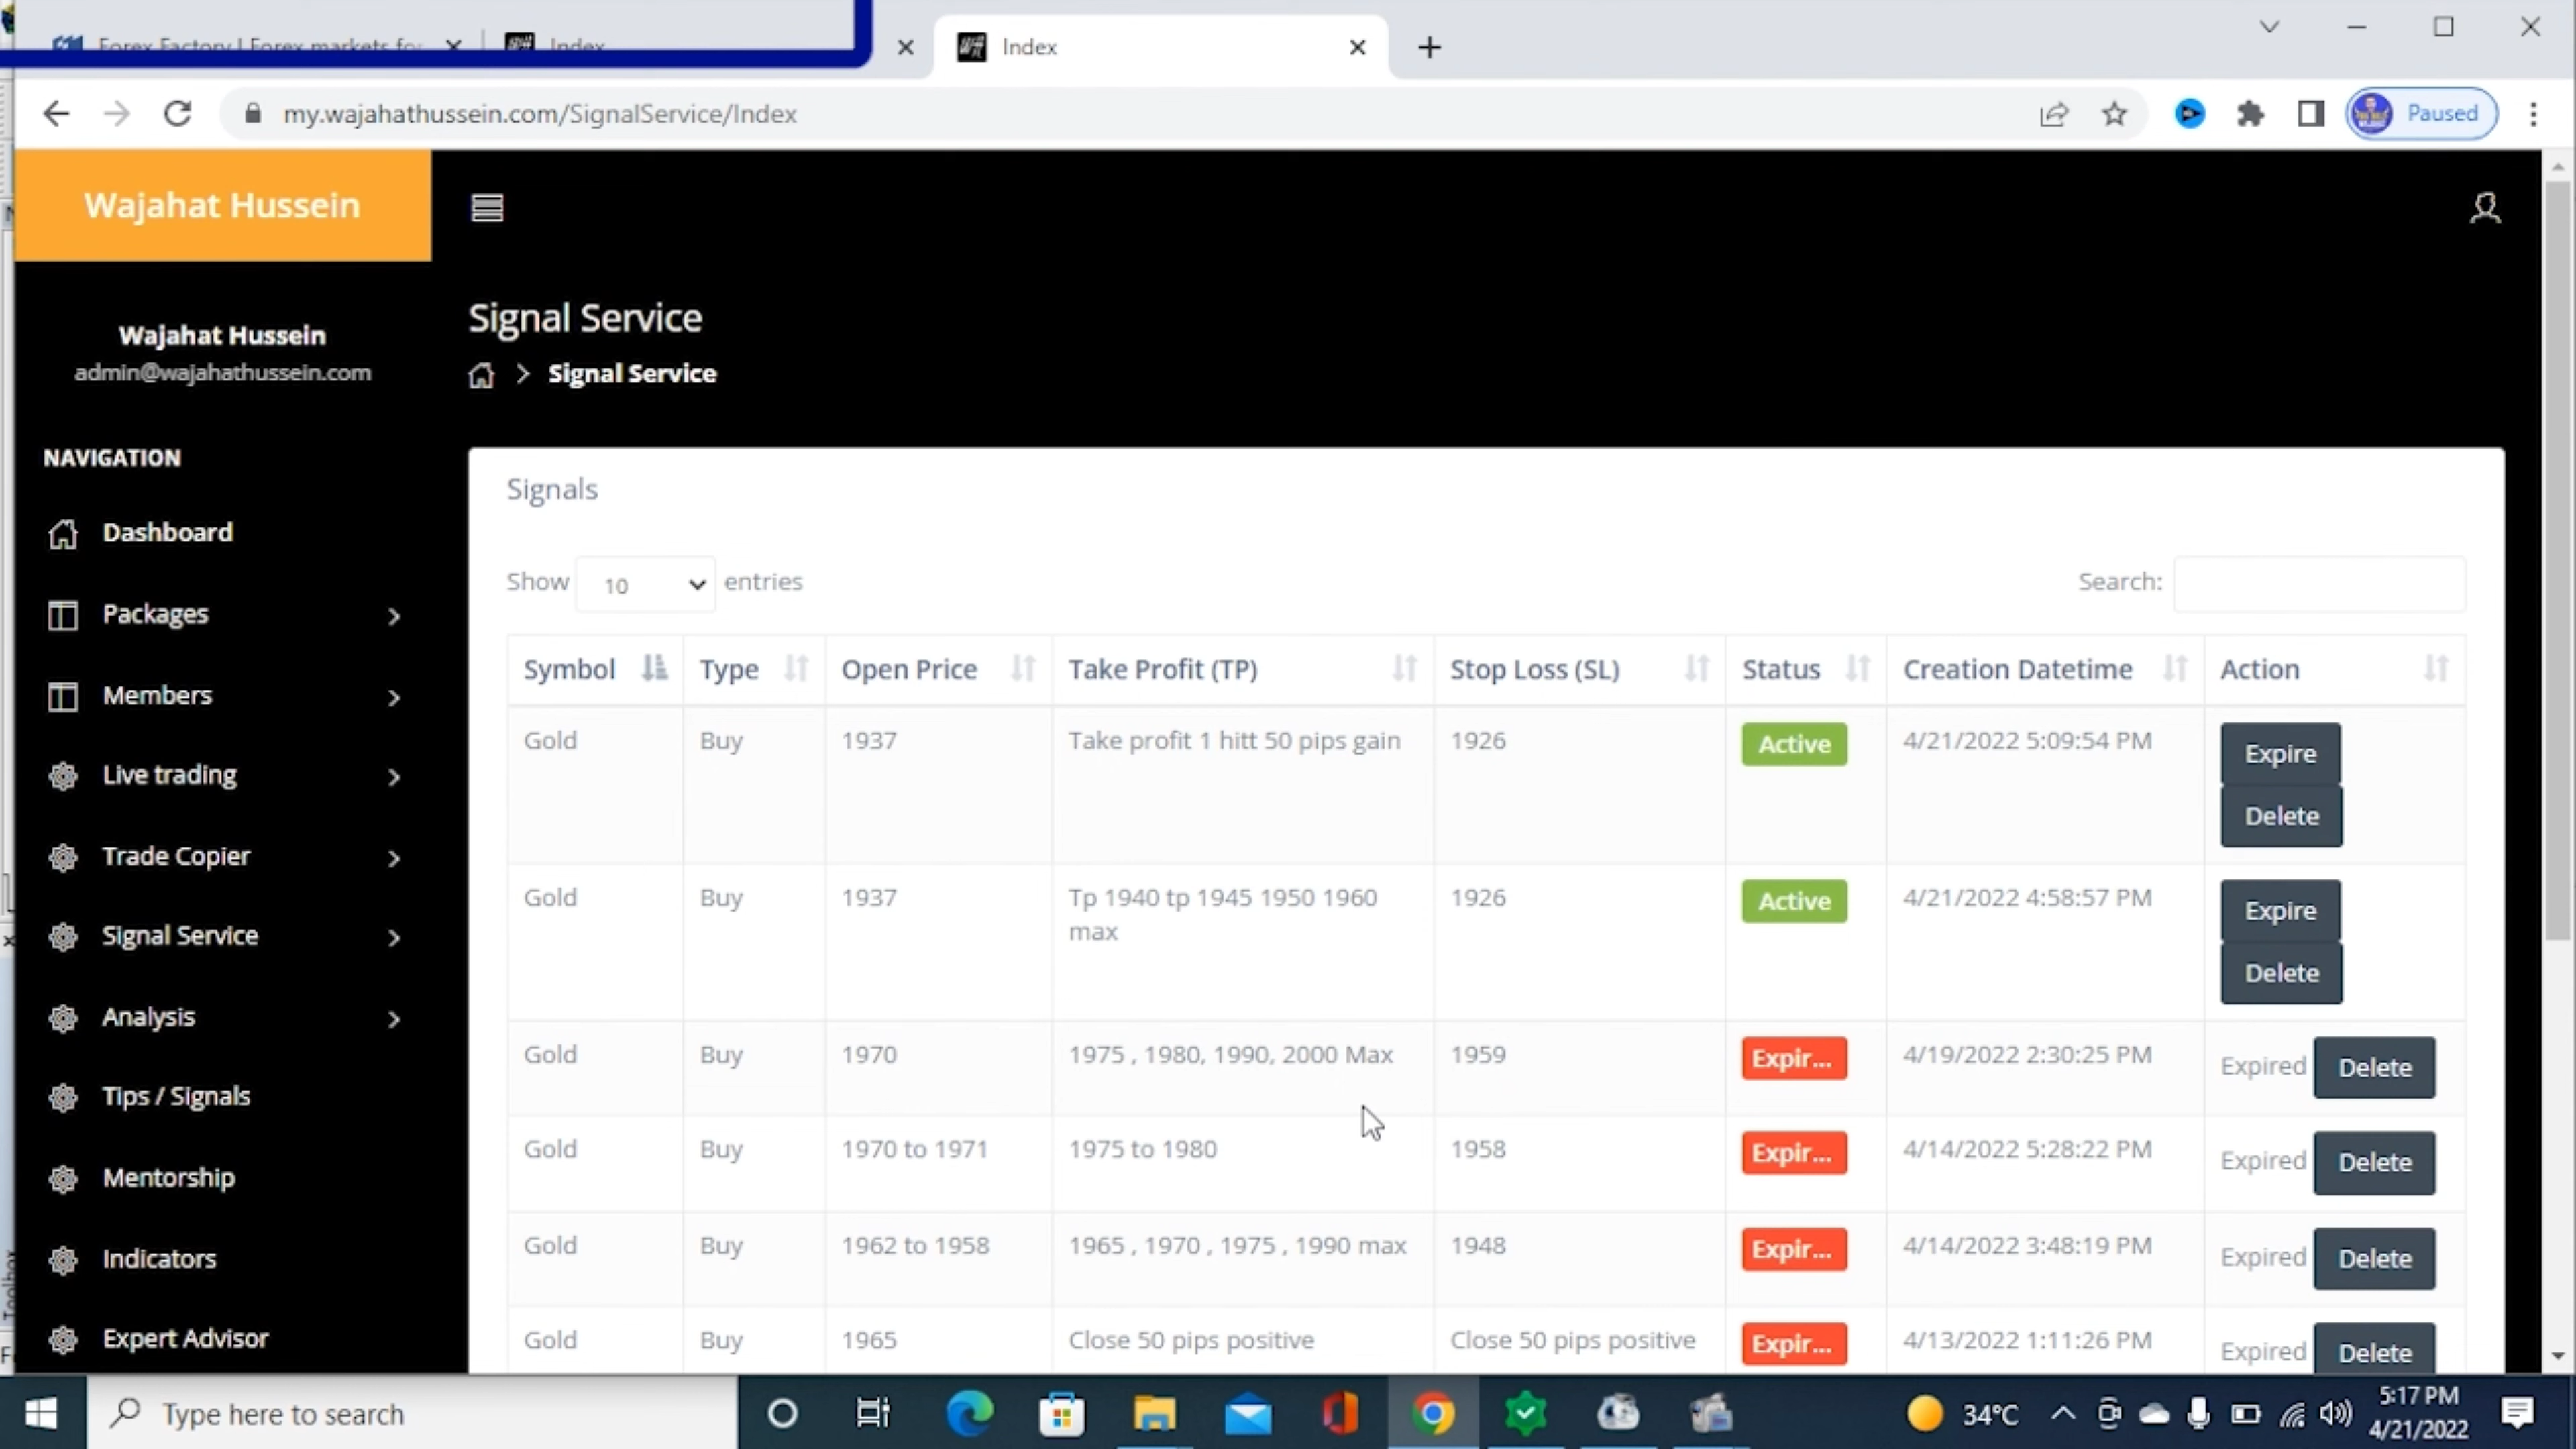 Forex Factory | Forex markets for
Index
Index
my.wajahathussein.com/SignalService/Index
Paused
Wajahat Hussein
Wajahat Hussein
admin@wajahathussein.com
NAVIGATION
Dashboard
Packages
Members
Live trading
Trade Copier
Signal Service
Analysis
Tips / Signals
Mentorship
Indicators
Expert Advisor
Signal Service
Signal Service
Signals
Show 10 entries
Search:
Symbol Type Open Price Take Profit (TP) Stop Loss (SL) Status Creation Datetime Action
Gold Buy 1937 Take profit 1 hitt 50 pips gain 1926 Active 4/21/2022 5:09:54 PM Expire
Delete
Gold Buy 1937 Tp 1940 tp 1945 1950 1960 1926 Active 4/21/2022 4:58:57 PM Expire
max
Delete
Gold Buy 1970 1975 , 1980, 1990, 2000 Max 1959 Expir... 4/19/2022 2:30:25 PM Expired Delete
Gold Buy 1970 to 1971 1975 to 1980 1958 Expir... 4/14/2022 5:28:22 PM Expired Delete
Gold Buy 1962 to 1958 1965 , 1970 , 1975 , 1990 max 1948 Expir... 4/14/2022 3:48:19 PM Expired Delete
Gold Buy 1965 Close 50 pips positive Close 50 pips positive Expir... 4/13/2022 1:11:26 PM Expired Delete
Toolbox
Type here to search
34°C
5:17 PM
4/21/2022